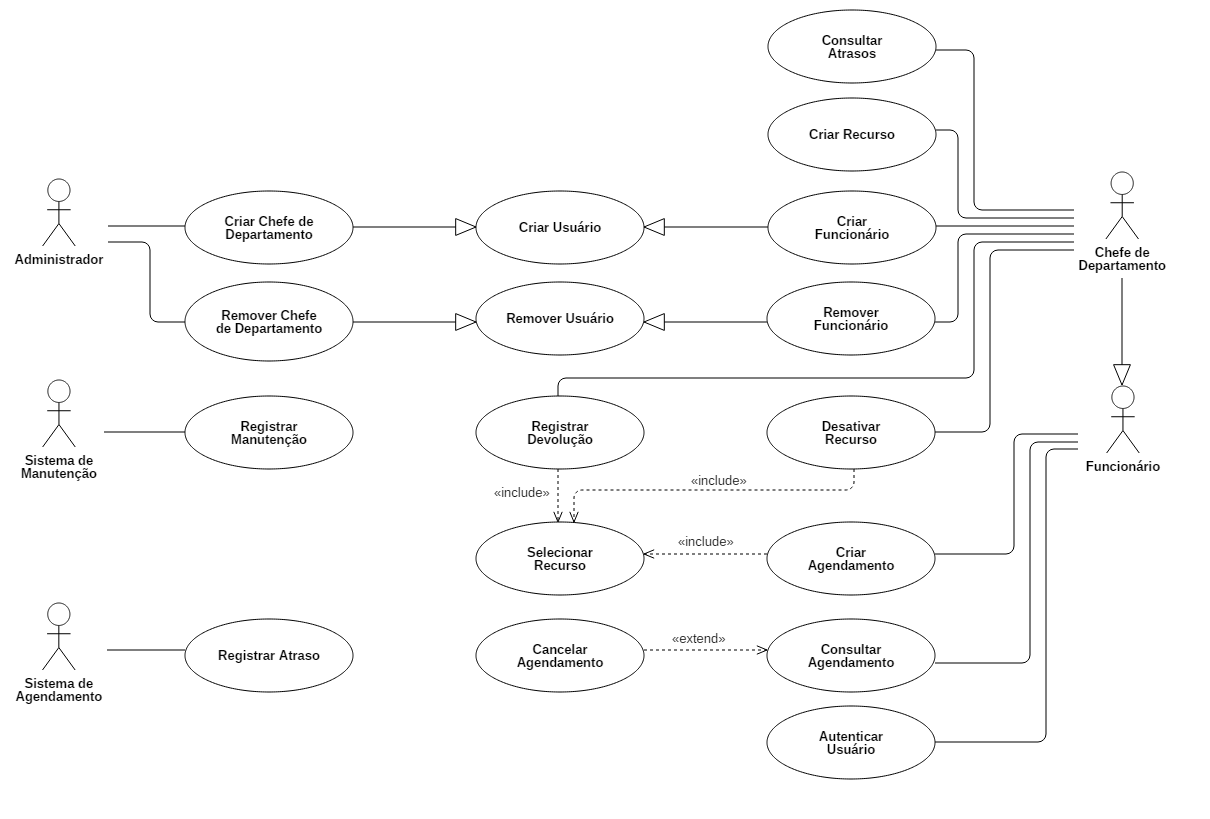 Consultar
Atrasos
Criar Recurso
Administrador
Criar Chefe de
Departamento
Criar Usuário
Criar
Funcionário
Chefe de
Departamento
Remover Chefe
de Departamento
Remover Usuário
Remover
Funcionário
Sistema de
Manutenção
Registrar
Manutenção
Registrar
Devolução
Desativar
Recurso
Funcionário
«include»
«include»
«include»
Selecionar
Recurso
Criar
Agendamento
Sistema de
Agendamento
Registrar Atraso
Cancelar
Agendamento
«extend»
Consultar
Agendamento
Autenticar
Usuário